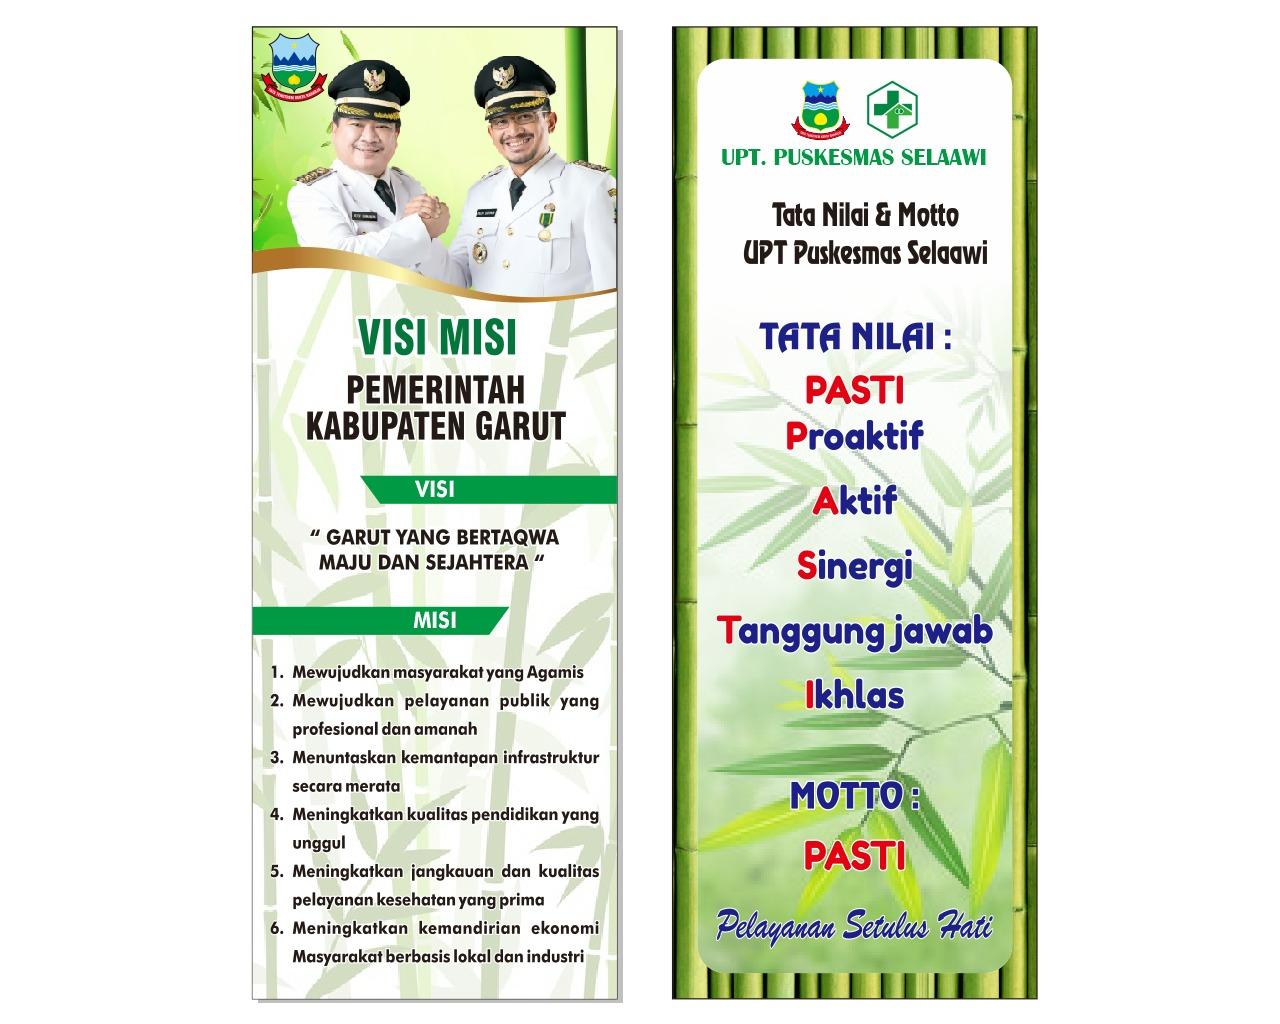 VISI MISI
PEMERINTAH
KABUPATEN GARUT
VISI
“ GARUT YANG BERTAQWA
MAJU DAN SEJAHTERA “
MISI
1. Mewujudkan masyarakat yang Agamis
2. Mewujudkan pelayanan publik yang
profesional dan amanah
3. Menuntaskan kemantapan infrastruktur
secara merata
4. Meningkatkan kualitas pendidikan yang
unggul
5. Meningkatkan jangkauan dan kualitas
pelayanan kesehatan yang prima
6. Meningkatkan kemandirian ekonomi
Masyarakat berbasis lokal dan industri
UPT. PUSKESMAS SELAAWI
Tata Nilai & Motto
UPT Puskesmas Selaawi
TATA NILAI :
PASTI
Proaktif
Aktif
Sinergi
Tanggung jawab
Ikhlas
MOTTO :
PASTI
Pelayanan Setulus Hati